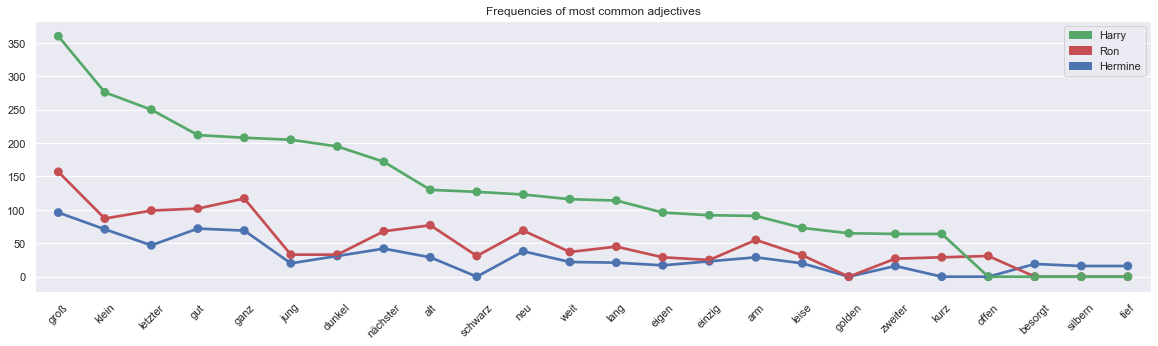 Frequencies of most common adjectives
Harry
Ron
Hermine
350
300
250
200
150
100
50
0
groß
klein
letzter
gut
ganz
jung
dunkel
nächster
alt
schwarz
neu
weit
lang
eigen
einzig
arm
leise
golden
zweiter
kurz
offen
besorgt
silbern
tief